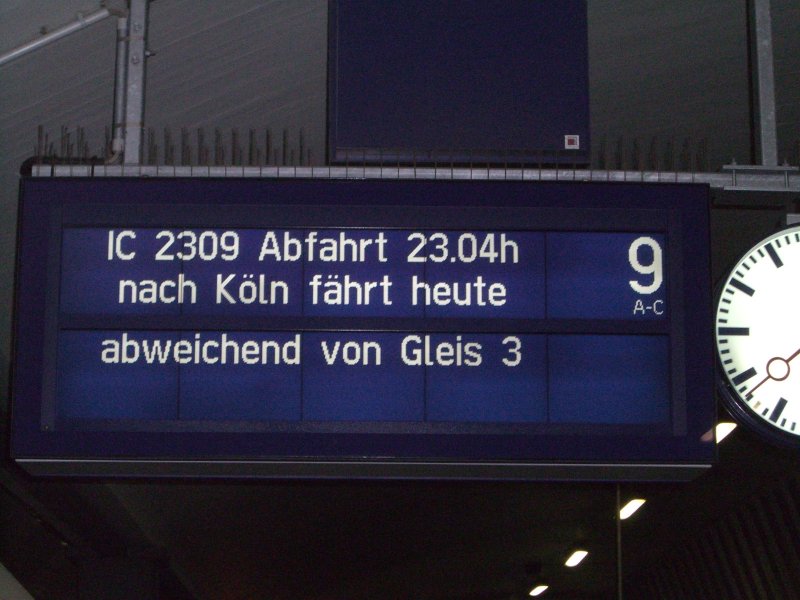 IC 2309 Abfahrt 23.04h
nach Köln fährt heute
abweichend von Gleis 3
9
A-C